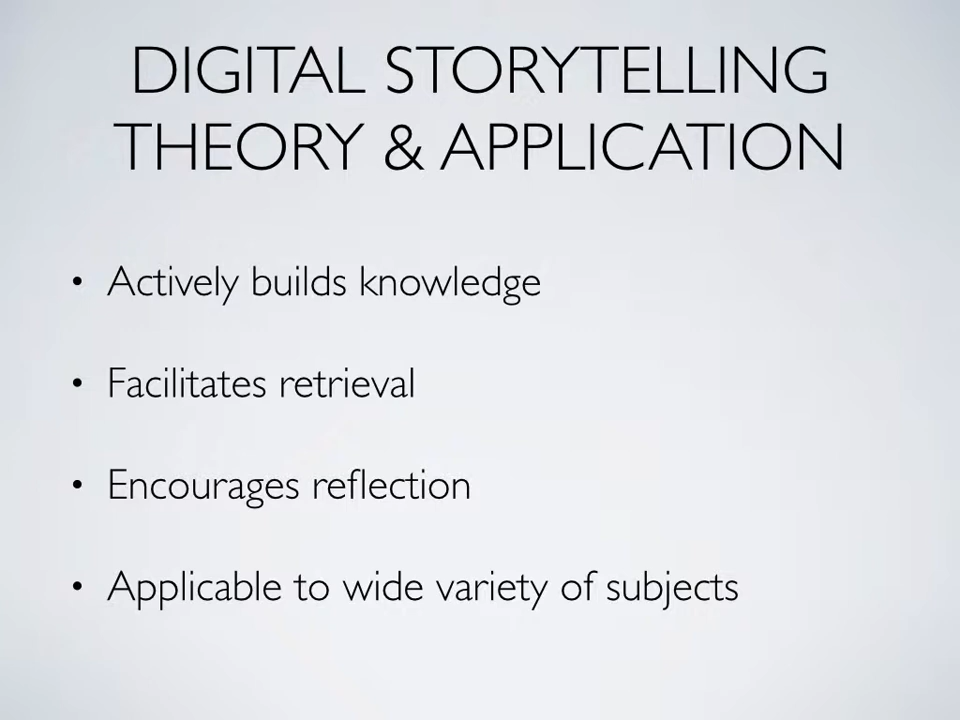 DIGITAL STORYTELLING
THEORY & APPLICATION
• Actively builds knowledge
• Facilitates retrieval
• Encourages reflection
• Applicable to wide variety of subjects